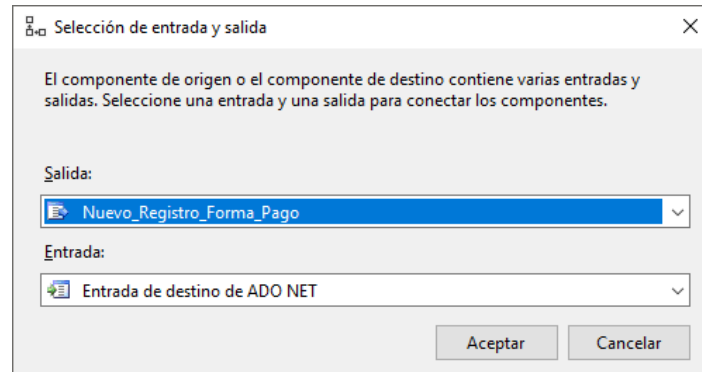 Selección de entrada y salida
El componente de origen o el componente de destino contiene varias entradas y
salidas. Seleccione una entrada y una salida para conectar los componentes.
Salida:
Nuevo_Registro_Forma_Pago
Entrada:
Entrada de destino de ADO NET
Aceptar Cancelar